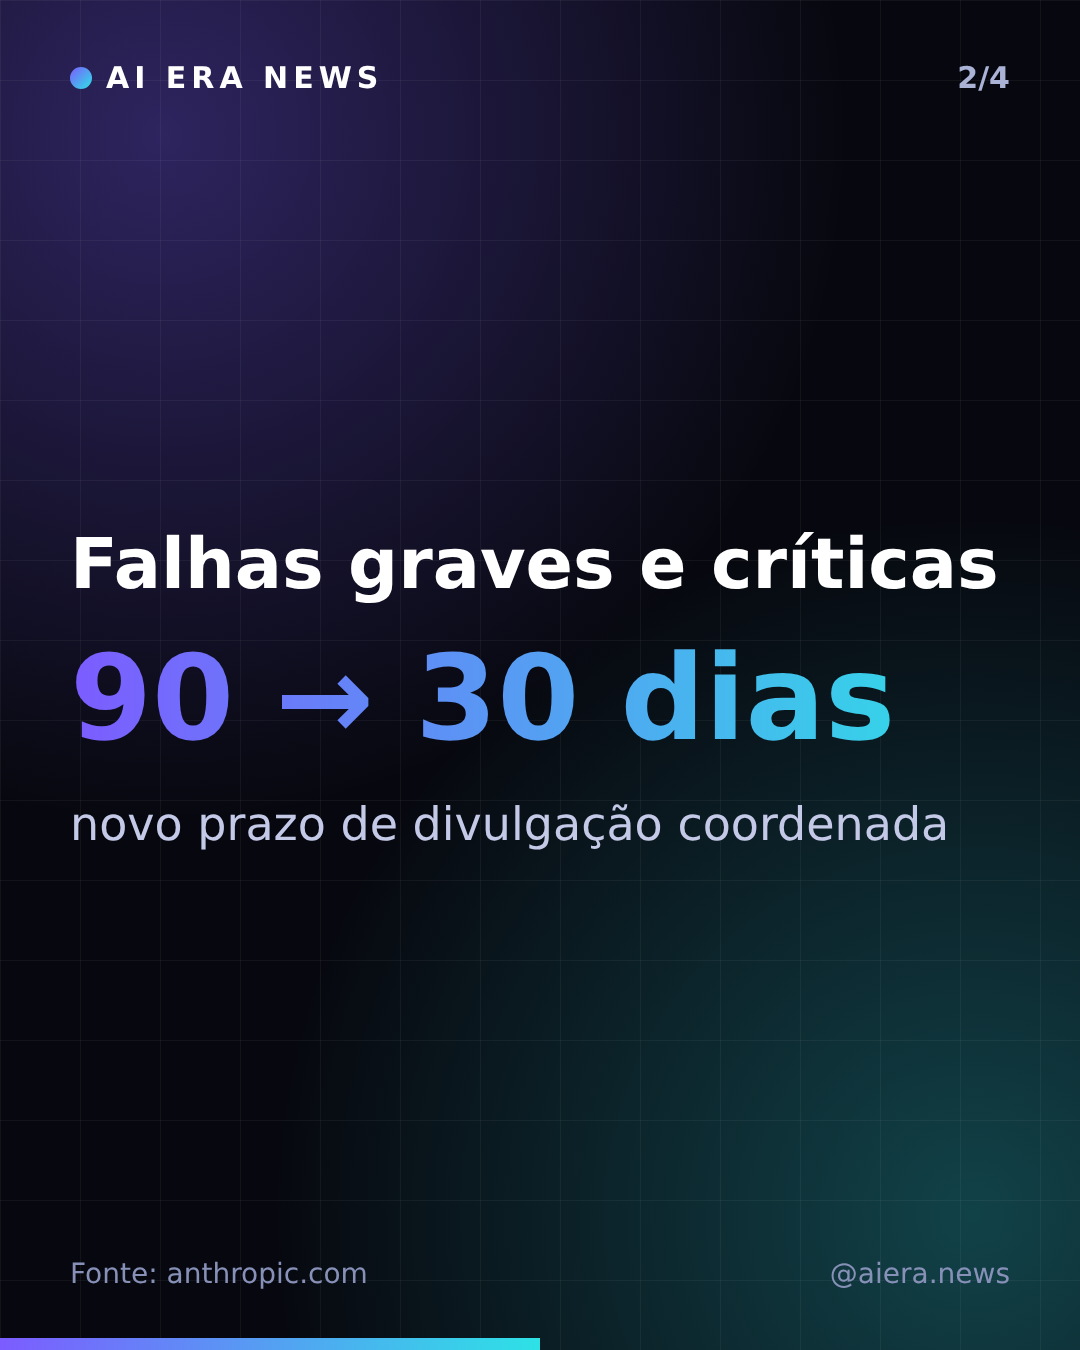 AI ERA NEWS
2/4
Falhas graves e críticas
90 → 30 dias
novo prazo de divulgação coordenada
Fonte: anthropic.com
@aiera.news